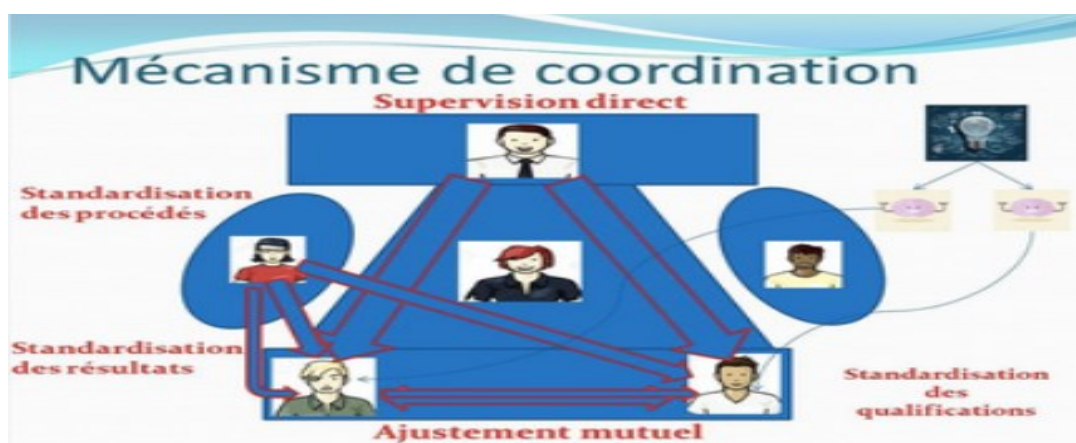 Mécanisme de coordination
Supervision direct
Standardisation
des procédés
Standardisation
des résultats
Standardisation
des
qualifications
Ajustement mutuel